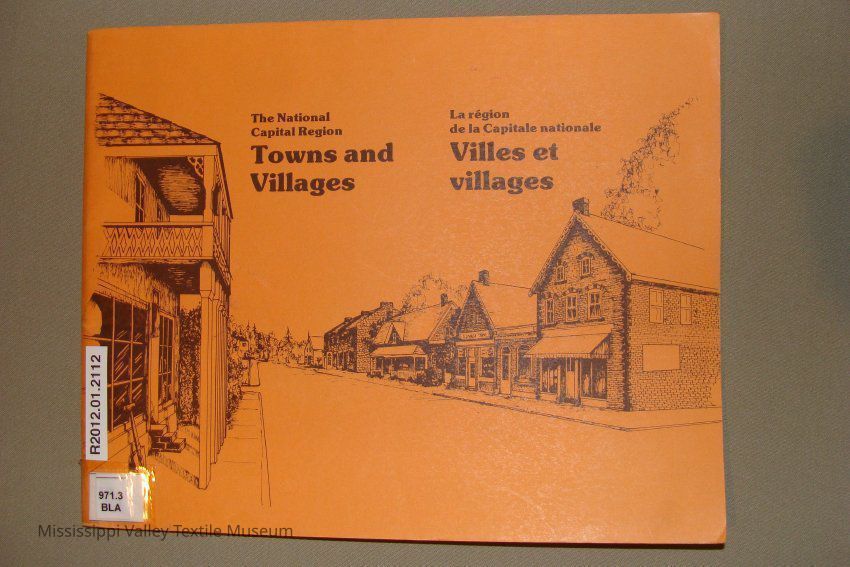 The National
Capital Region
Towns and
Villages
La région
de la Capitale nationale
Villes et
villages
R2012.01.2112
971.3
BLA
Mississippi Valley Textile Museum